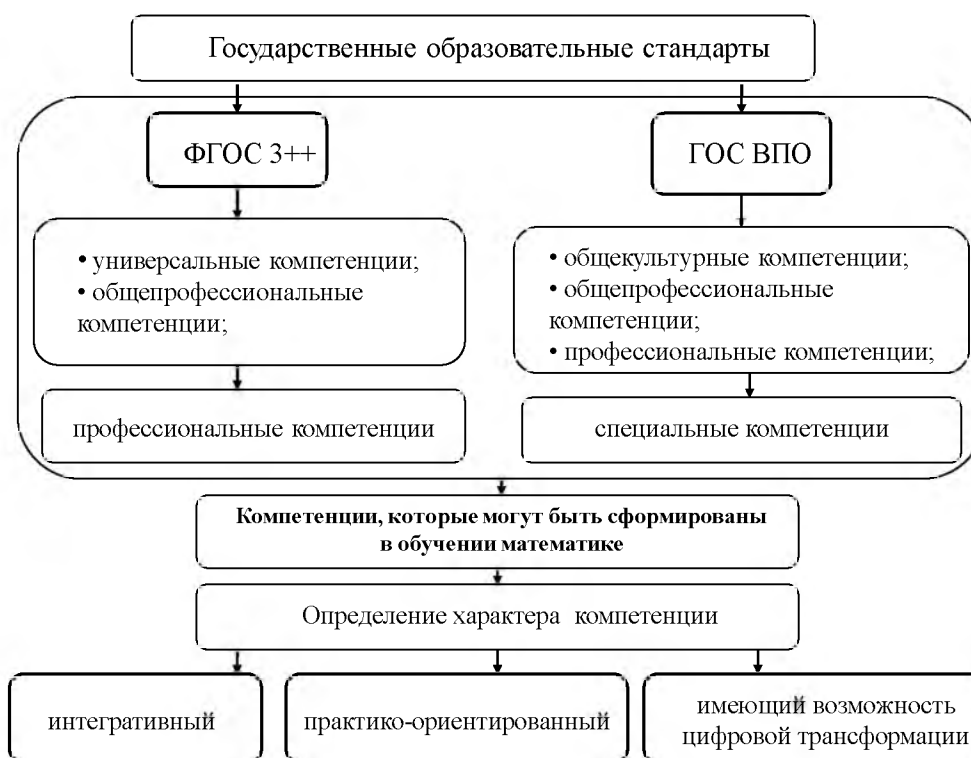 Государственные образовательные стандарты
ФГОС 3++
ГОС ВПО
• универсальные компетенции;
• общепрофессиональные
компетенции;
• общекультурные компетенции;
• общепрофессиональные
компетенции;
• профессиональные компетенции;
профессиональные компетенции
специальные компетенции
Компетенции, которые могут быть сформированы
в обучении математике
Определение характера компетенции
интегративный
практико-ориентированный
имеющий возможность
цифровой трансформации